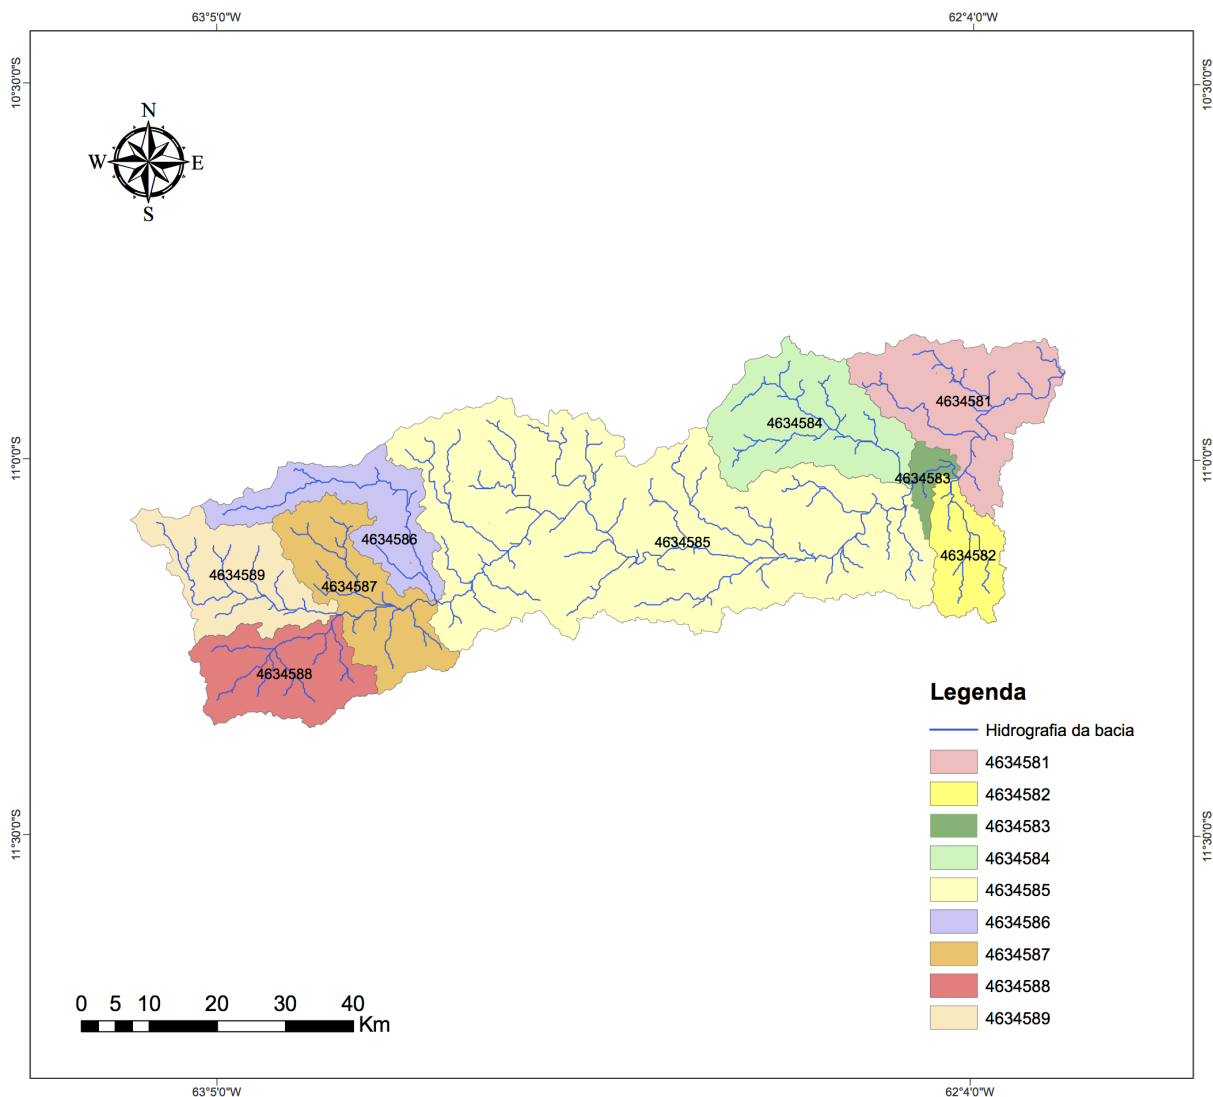 63°5'0"W 62°4'0"W
10°30'0"S 10°30'0"S
N
W E
S
4634581
4634584
11°0'0"S 11°0'0"S
4634583
4634586
4634585
4634582
4634589
4634587
4634588
Legenda
Hidrografia da bacia
4634581
4634582
4634583
11°30'0"S 11°30'0"S
4634584
4634585
4634586
4634587
4634588
4634589
0 5 10 20 30 40
Km
63°5'0"W 62°4'0"W